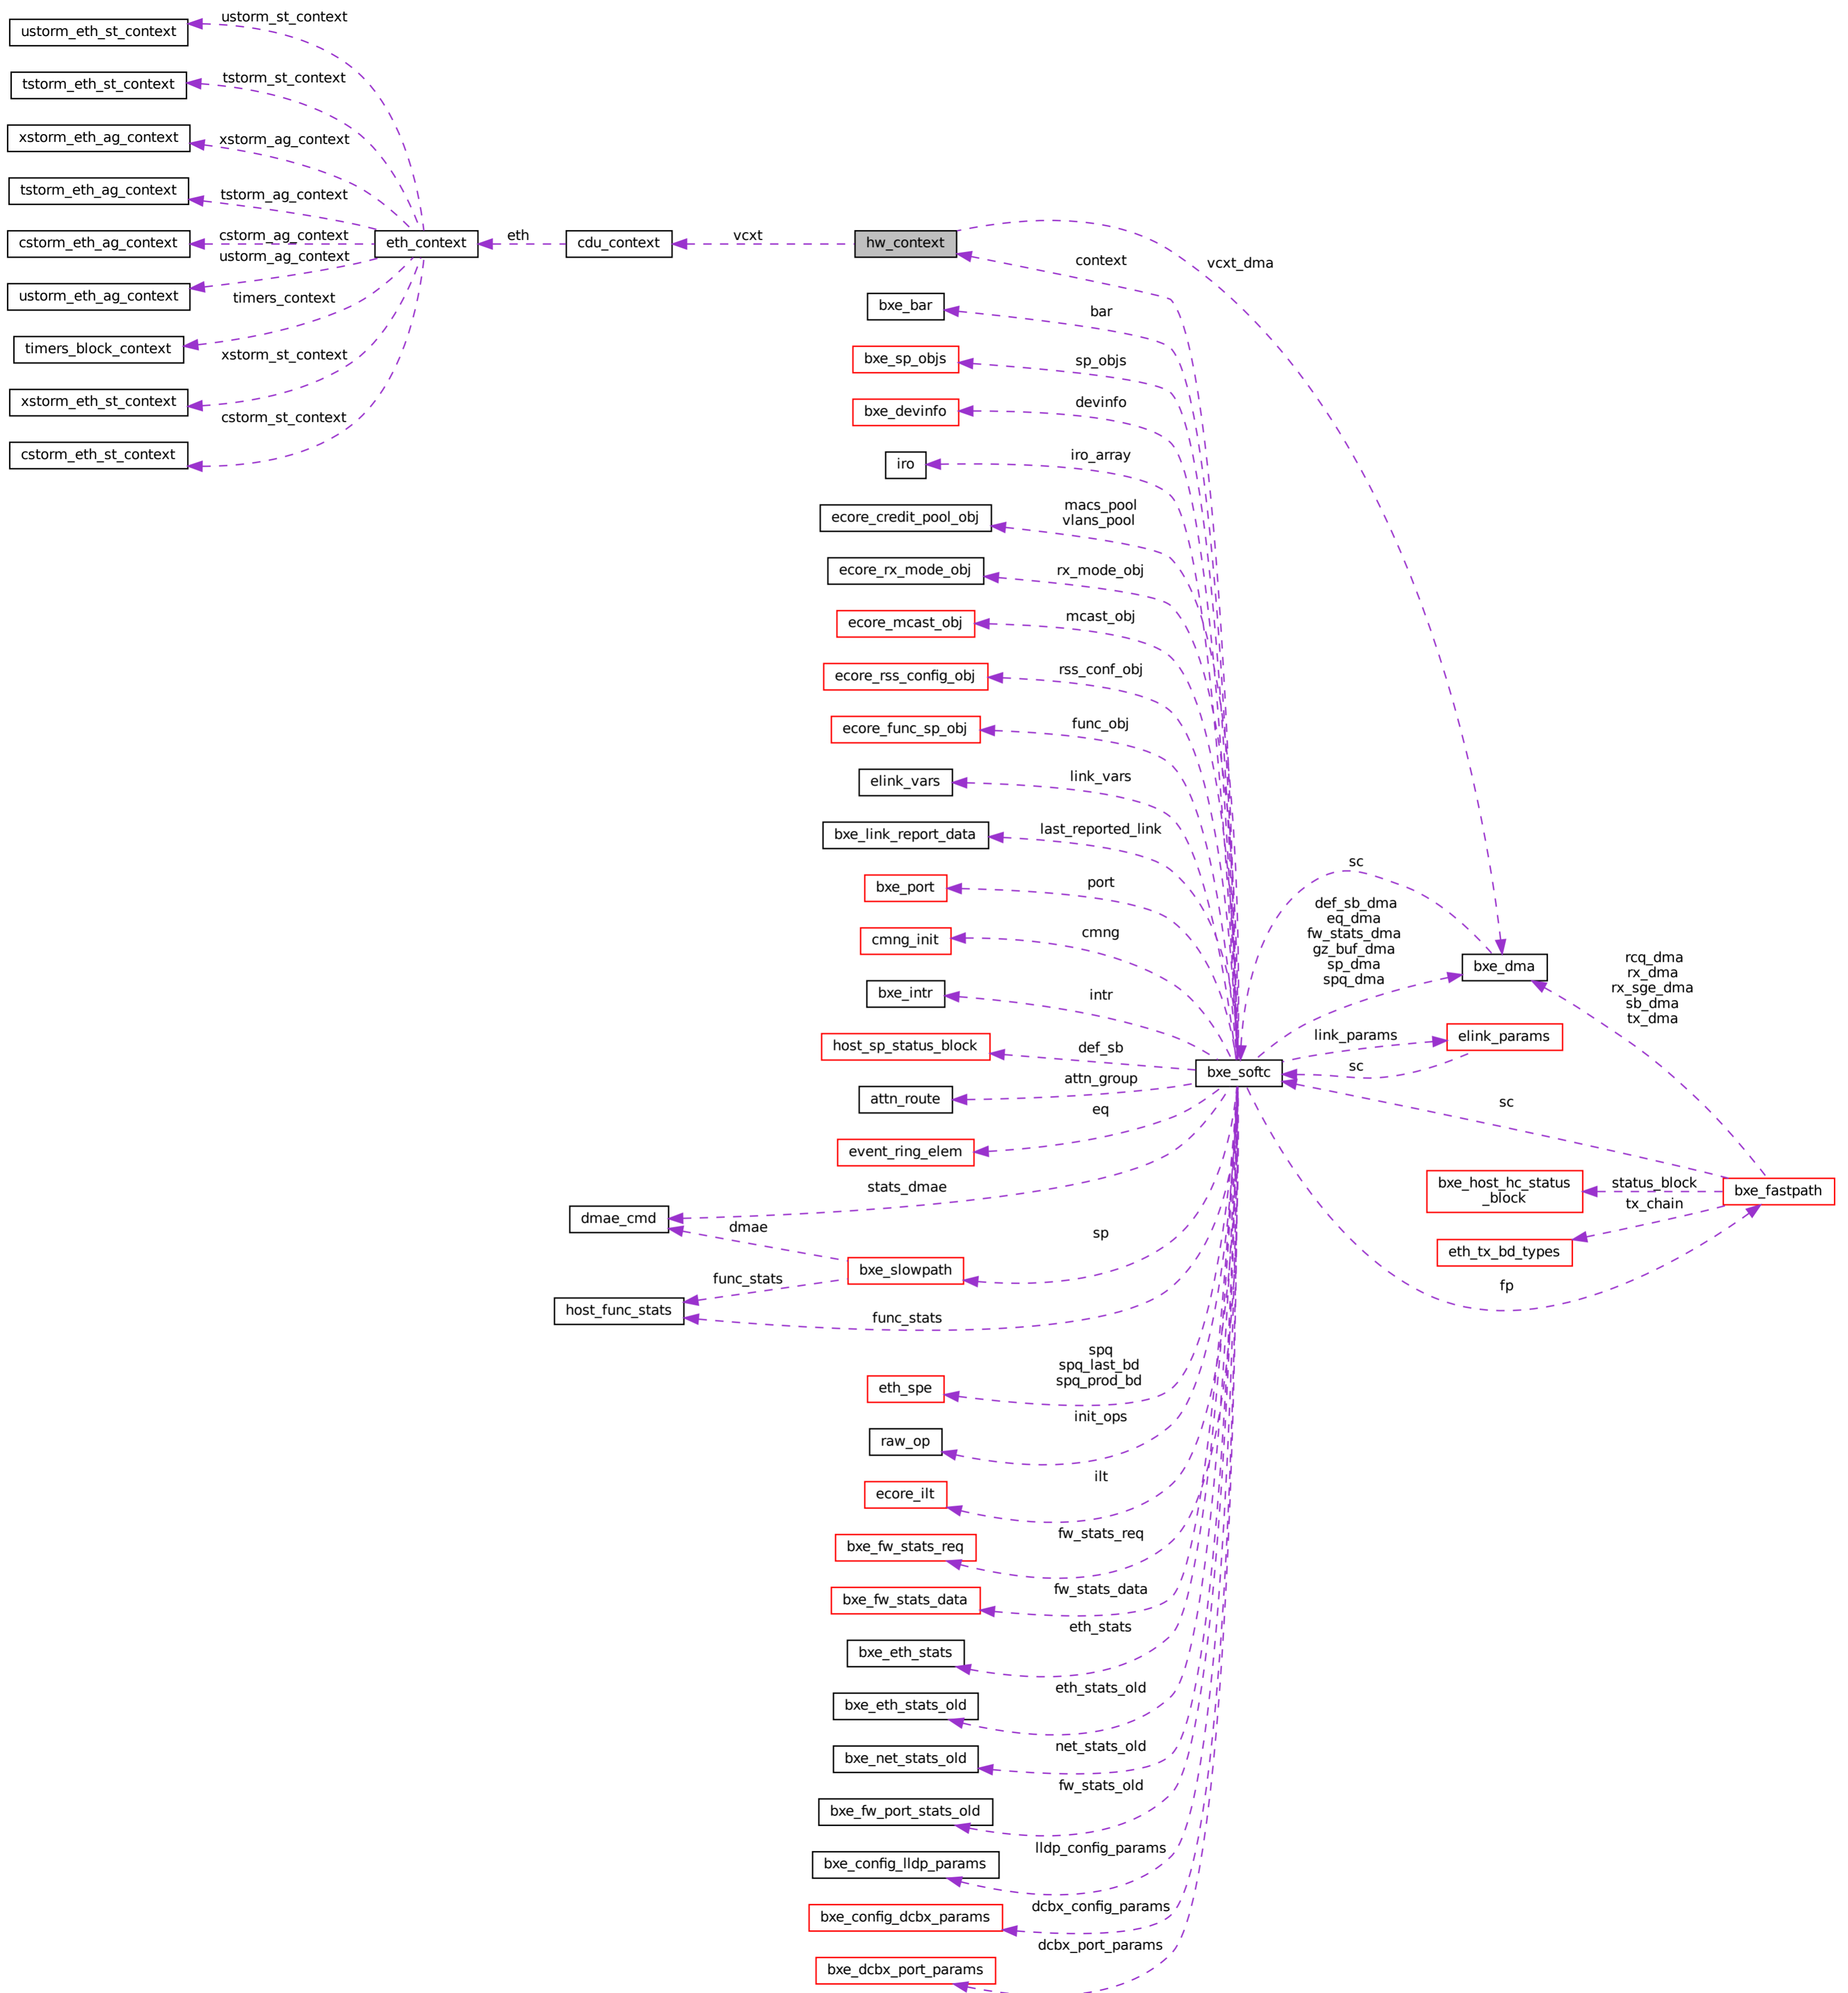 ustorm_eth_st_context
tstorm_eth_st_context
xstorm_eth_ag_context
tstorm_eth_ag_context
cstorm_eth_ag_context
ustorm_eth_ag_context
timers_block_context
xstorm_eth_st_context
cstorm_eth_st_context
ustorm_st_context
tstorm_st_context
xstorm_ag_context
tstorm_ag_context
cstorm_ag_context
ustorm_ag_context
timers_context
xstorm_st_context
cstorm_st_context
eth_context
eth
cdu_context
vcxt
hw_context
vcxt_dma
context
bxe_bar
bar
bxe_sp_objs
sp_objs
bxe_devinfo
devinfo
iro
iro_array
ecore_credit_pool_obj
macs_pool
vlans_pool
ecore_rx_mode_obj
rx_mode_obj
ecore_mcast_obj
mcast_obj
ecore_rss_config_obj
rss_conf_obj
ecore_func_sp_obj
func_obj
elink_vars
link_vars
bxe_link_report_data
last_reported_link
bxe_port
port
cmng_init
cmng
bxe_intr
intr
host_sp_status_block
def_sb
attn_route
attn_group
event_ring_elem
eq
dmae_cmd
stats_dmae
dmae
bxe_slowpath
sp
host_func_stats
func_stats
func_stats
eth_spe
spq
spq_last_bd
spq_prod_bd
raw_op
init_ops
ecore_ilt
ilt
bxe_fw_stats_req
fw_stats_req
bxe_fw_stats_data
fw_stats_data
bxe_eth_stats
eth_stats
bxe_eth_stats_old
eth_stats_old
bxe_net_stats_old
net_stats_old
bxe_fw_port_stats_old
fw_stats_old
bxe_config_lldp_params
lldp_config_params
bxe_config_dcbx_params
dcbx_config_params
bxe_dcbx_port_params
dcbx_port_params
bxe_softc
sc
def_sb_dma
eq_dma
fw_stats_dma
gz_buf_dma
sp_dma
spq_dma
bxe_dma
link_params
elink_params
sc
rcq_dma
rx_dma
rx_sge_dma
sb_dma
tx_dma
sc
bxe_host_hc_status
_block
status_block
tx_chain
eth_tx_bd_types
bxe_fastpath
fp